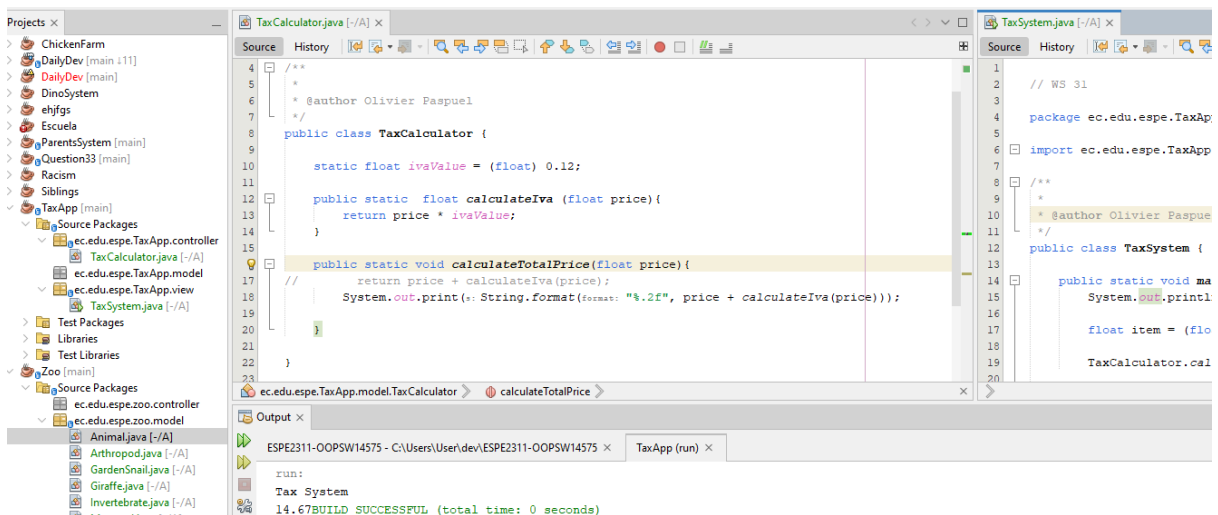 Projects ×
ChickenFarm
DailyDev [main ↓11]
DailyDev [main]
DinoSystem
ehjfgs
Escuela
ParentsSystem [main]
Question33 [main]
Racism
Siblings
TaxApp [main]
Source Packages
ec.edu.espe.TaxApp.controller
TaxCalculator.java [-/A]
ec.edu.espe.TaxApp.model
ec.edu.espe.TaxApp.view
TaxSystem.java [-/A]
Test Packages
Libraries
Test Libraries
Zoo [main]
Source Packages
ec.edu.espe.zoo.controller
ec.edu.espe.zoo.model
Animal.java [-/A]
Arthropod.java [-/A]
GardenSnail.java [-/A]
Giraffe.java [-/A]
Invertebrate.java [-/A]
TaxCalculator.java [-/A] ×
Source History
4 /**
5 *
6 * @author Olivier Paspuel
7 */
8 public class TaxCalculator {
9
10 static float ivaValue = (float) 0.12;
11
12 public static float calculateIva (float price){
13 return price * ivaValue;
14 }
15
public static void calculateTotalPrice(float price){
17 // return price + calculateIva(price);
18 System.out.print(s: String.format(format: "%.2f", price + calculateIva(price)));
19
20 }
21
22 }
23
ec.edu.espe.TaxApp.model.TaxCalculator calculateTotalPrice
TaxSystem.java [-/A] ×
Source History
1
2 // WS 31
3
4 package ec.edu.espe.TaxApp
5
6 import ec.edu.espe.TaxApp
7
8 /**
9 *
10 * @author Olivier Paspue
11 */
12 public class TaxSystem {
13
14 public static void ma
15 System.out.printl
16
17 float item = (flo
18
19 TaxCalculator.cal
20
Output ×
ESPE2311-OOPSW14575 - C:\Users\User\dev\ESPE2311-OOPSW14575 × TaxApp (run) ×
run:
Tax System
14.67BUILD SUCCESSFUL (total time: 0 seconds)